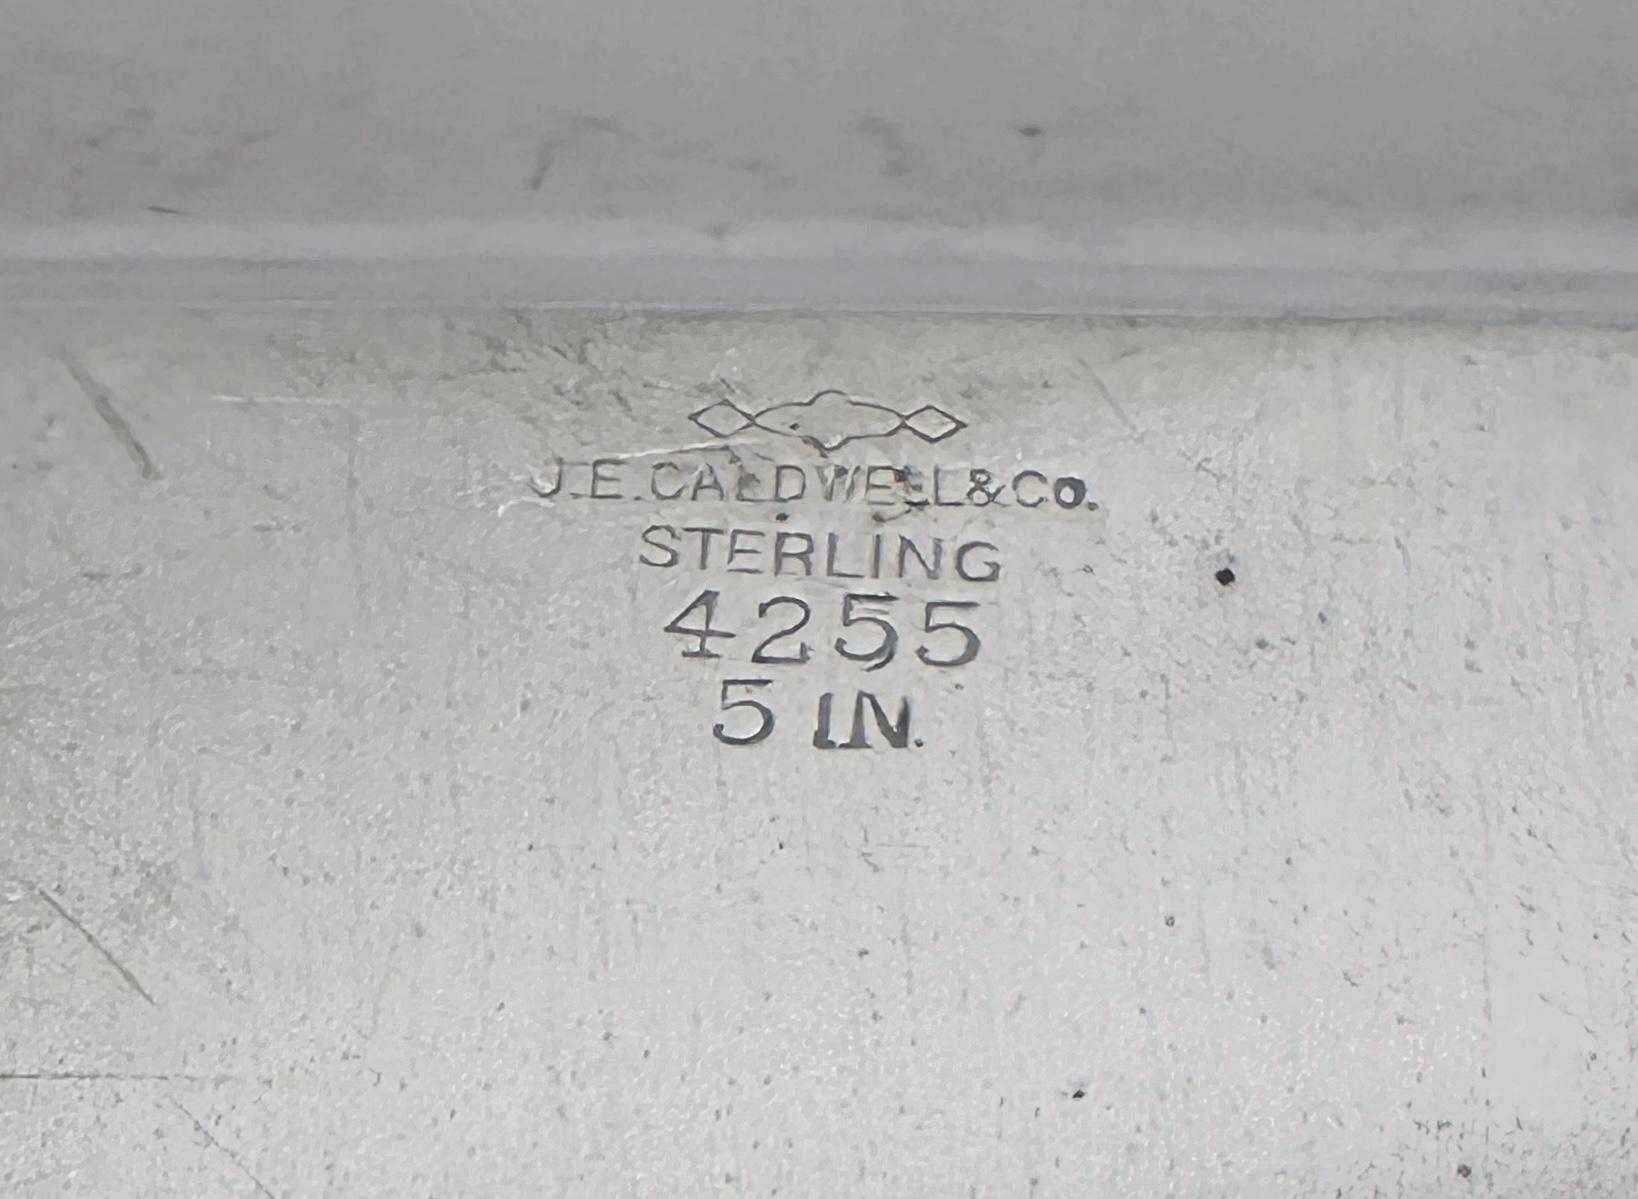 J.E.CALDWELL&Co.
STERLING
4255
5 IN.